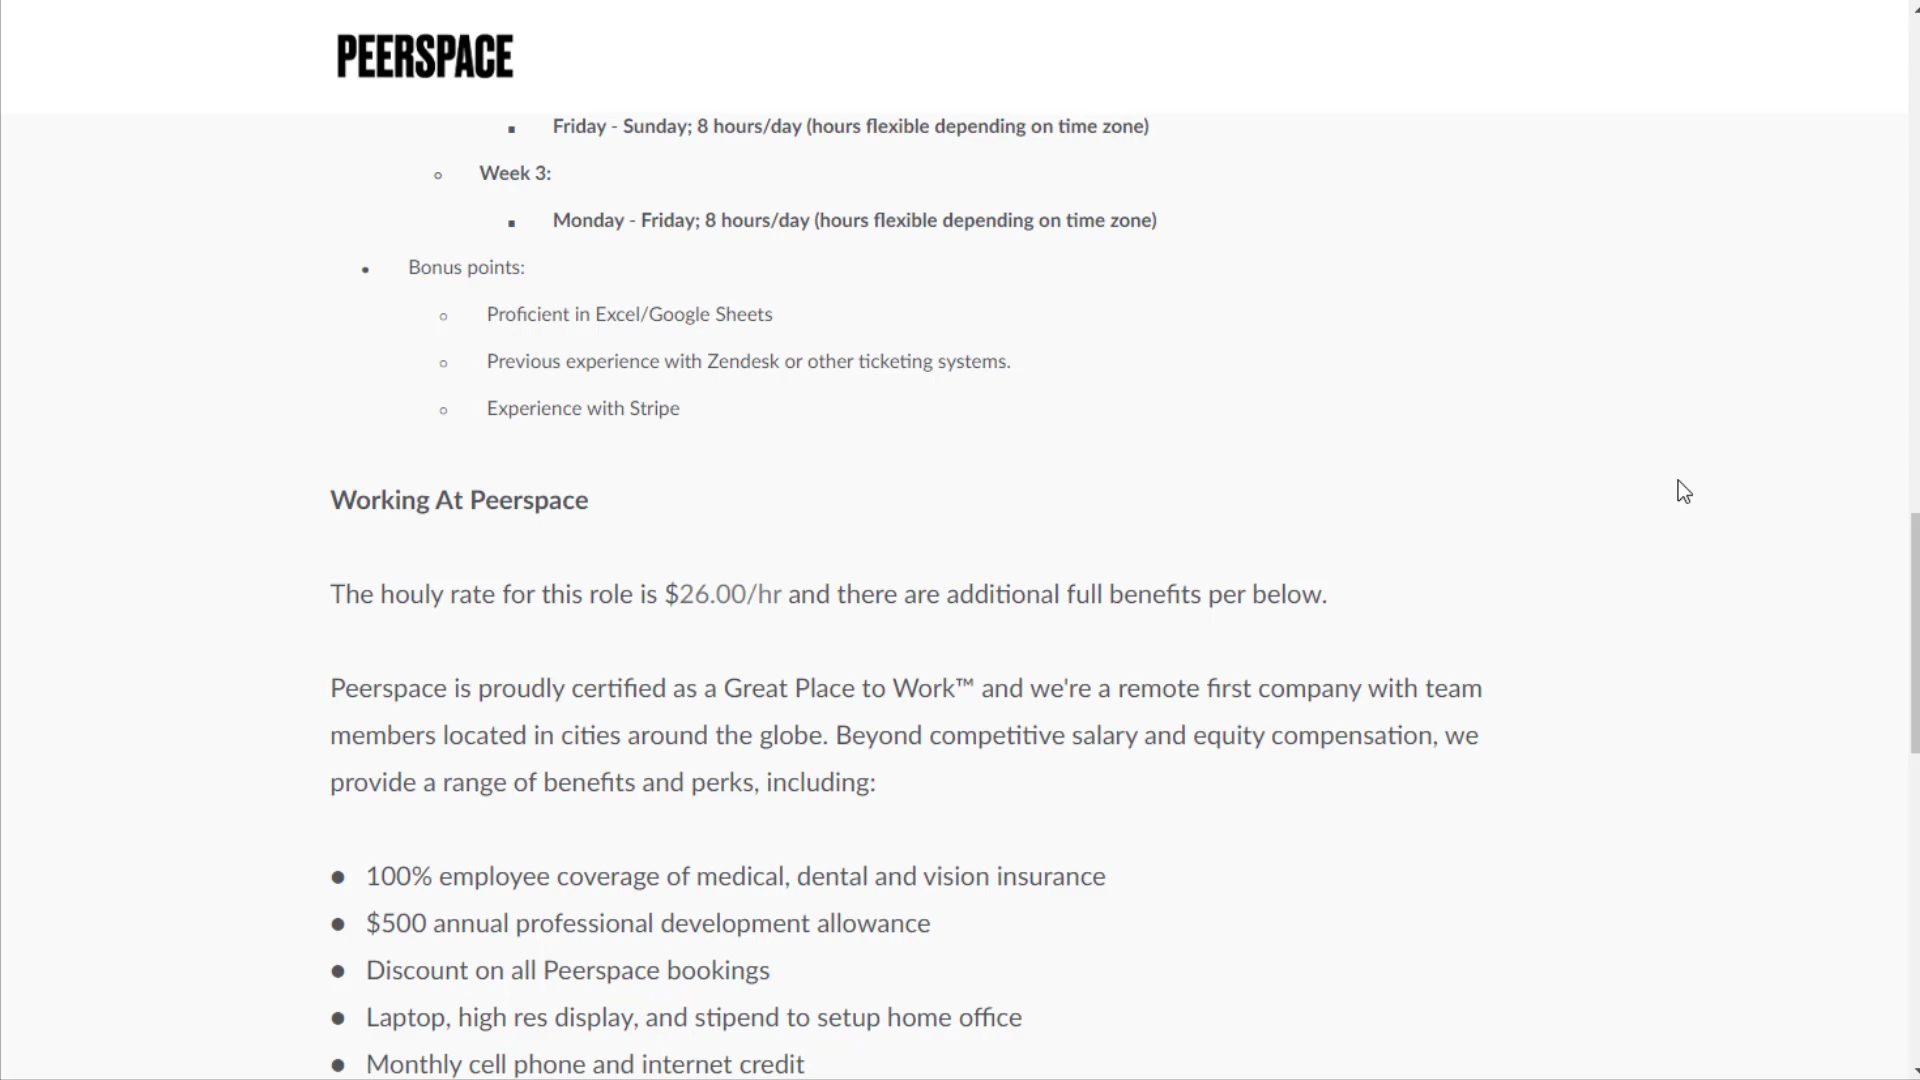 PEERSPACE
Friday - Sunday; 8 hours/day (hours flexible depending on time zone)
Week 3:
Monday - Friday; 8 hours/day (hours flexible depending on time zone)
Bonus points:
Proficient in Excel/Google Sheets
Previous experience with Zendesk or other ticketing systems.
Experience with Stripe
Working At Peerspace
The houly rate for this role is $26.00/hr and there are additional full benefits per below.
Peerspace is proudly certified as a Great Place to Work™ and we're a remote first company with team
members located in cities around the globe. Beyond competitive salary and equity compensation, we
provide a range of benefits and perks, including:
100% employee coverage of medical, dental and vision insurance
$500 annual professional development allowance
Discount on all Peerspace bookings
Laptop, high res display, and stipend to setup home office
Monthly cell phone and internet credit